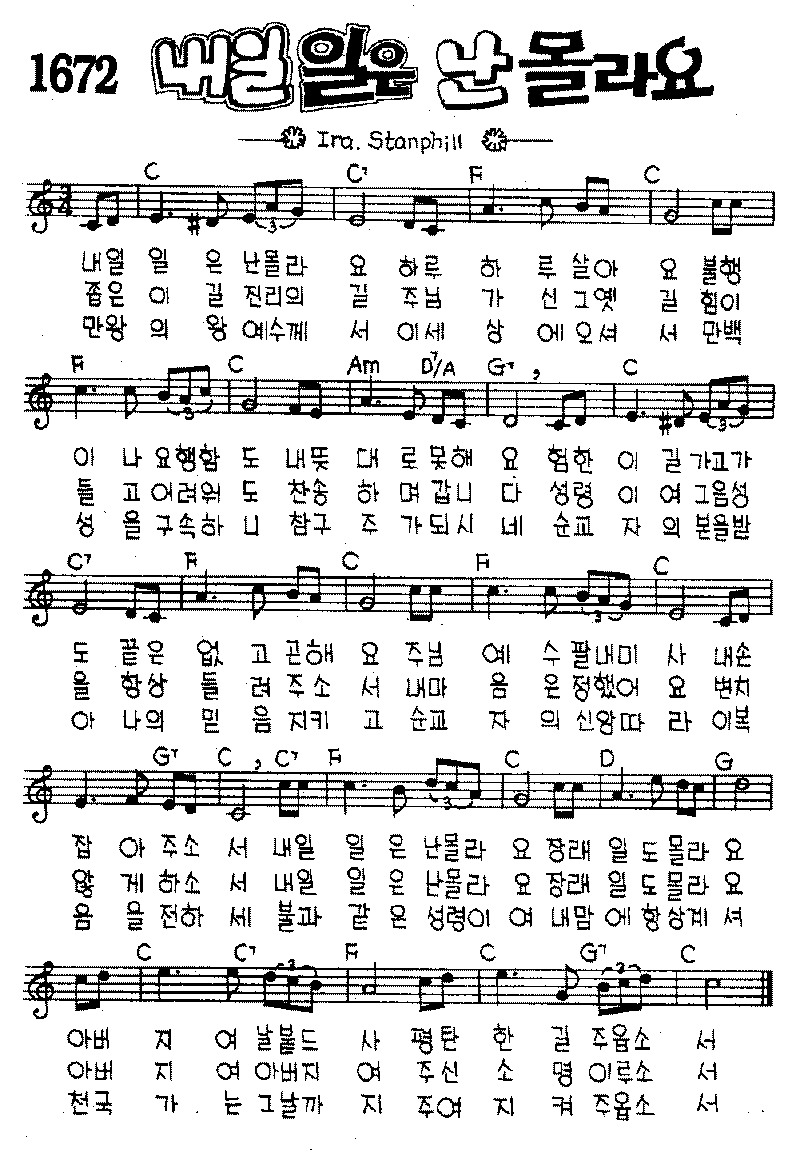 1672 내일 일은 난 몰라요
Ira. Stanphill
C C7 F C
내일 일 은 난몰라 요 하루 하 루 살아 요 불행
좁은 이 길 진리의 길 주님 가 신 그옛 길 힘이
만왕 의 왕 예수께 서 이세 상 에오셔 서 만백
F C Am D7/A G7 , C
이 나 요행함 도 내뜻 대 로못해 요 험한 이 길 가고가
들 고 어려워 도 찬송 하 며갑니 다 성령 이 여 그음성
성 을 구속하 니 참구 주 가되시 네 순교 자 의 본을받
C7 F C F C
도 끝은 없 고 곤해 요 주님 예 수 팔내미 사 내손
을 항상 들 려주소 서 내마 음 은정했어 요 변치
아 나의 믿 음지키 고 순교 자 의신앙따 라 이복
G7 C , C7 F C D G
잡 아 주소 서 내일 일 은 난몰라 요 장래 일 도몰라 요
않 게 하소 서 내일 일 은 난몰라 요 장래 일 도몰라 요
음 을 전하 세 불과 같 은 성령이 여 내맘 에 항상계 셔
C C7 F C G7 C
아버 지 여 날붙드 사 평탄 한 길 주옵소 서
아버 지 여 아버지 여 주신 소 명 이루소 서
천국 가 는 그날까 지 주여 지 켜 주옵소 서